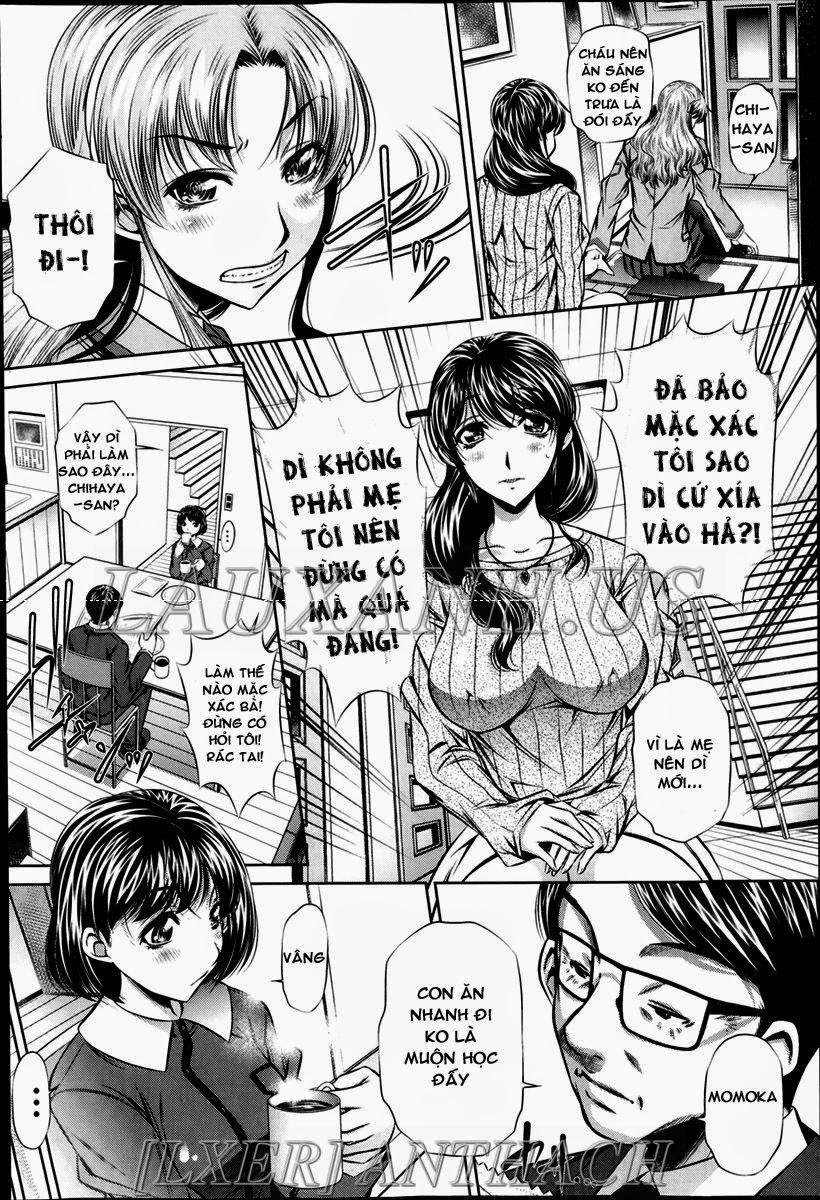 CHI-
HAYA
-SAN
CHÁU NÊN
ĂN SÁNG
KO ĐẾN
TRƯA LÀ
ĐÓI ĐẤY
THÔI
ĐI-!
ĐÃ BẢO
MẶC XÁC
TÔI SAO
DÌ CỨ XÍA
VÀO HẢ?!
DÌ KHÔNG
PHẢI MẸ
TÔI NÊN
ĐỪNG CÓ
MÀ QUÁ
ĐÁNG!
VÌ LÀ MẸ
NÊN DÌ
MỚI...
VẬY DÌ
PHẢI LÀM
SAO ĐÂY...
CHIHAYA
-SAN?
...
LÀM THẾ
NÀO MẶC
XÁC BÀ!
ĐỪNG CÓ
HỎI TÔI!
RÁC TAI!
LAUXANH.US
MOMOKA
CON ĂN
NHANH ĐI
KO LÀ
MUỘN HỌC
ĐẤY
VÂNG
...
[LXER]ANTHACH